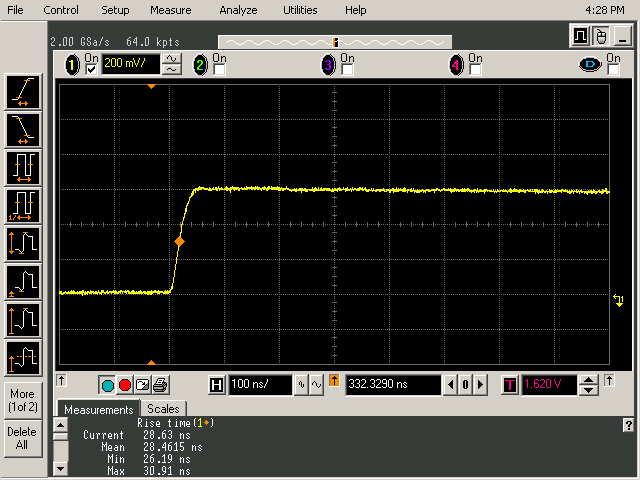 File Control Setup Measure Analyze Utilities Help 4:28 PM
2.00 GSa/s 64.0 kpts
1 On 200 mV/ 2 On 3 On 4 On D On
H 100 ns/ 332.3290 ns 0 T 1.620 V
More
(1of 2)
Delete
All
Measurements Scales
Rise time(1◆)
Current 28.63 ns
Mean 28.4615 ns
Min 26.19 ns
Max 30.91 ns
?